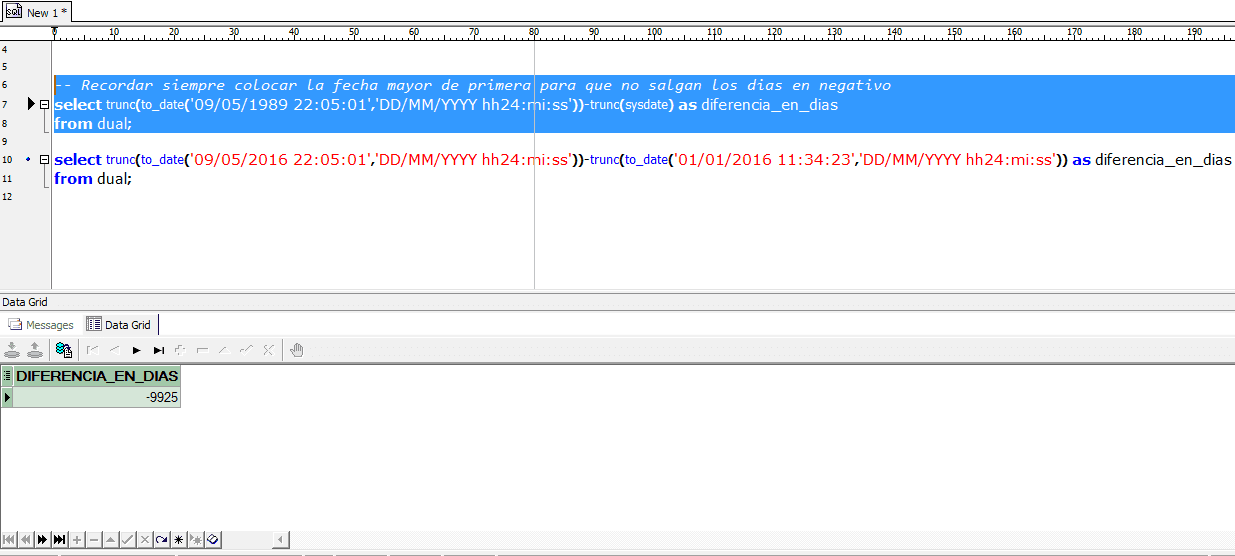 SQL New 1 *
0 10 20 30 40 50 60 70 80 90 100 110 120 130 140 150 160 170 180 190
4
5
6 -- Recordar siempre colocar la fecha mayor de primera para que no salgan los dias en negativo
7 select trunc(to_date('09/05/1989 22:05:01','DD/MM/YYYY hh24:mi:ss'))-trunc(sysdate) as diferencia_en_dias
8 from dual;
9
10 select trunc(to_date('09/05/2016 22:05:01','DD/MM/YYYY hh24:mi:ss'))-trunc(to_date('01/01/2016 11:34:23','DD/MM/YYYY hh24:mi:ss')) as diferencia_en_dias
11 from dual;
12
Data Grid
Messages Data Grid
DIFERENCIA_EN_DIAS
-9925